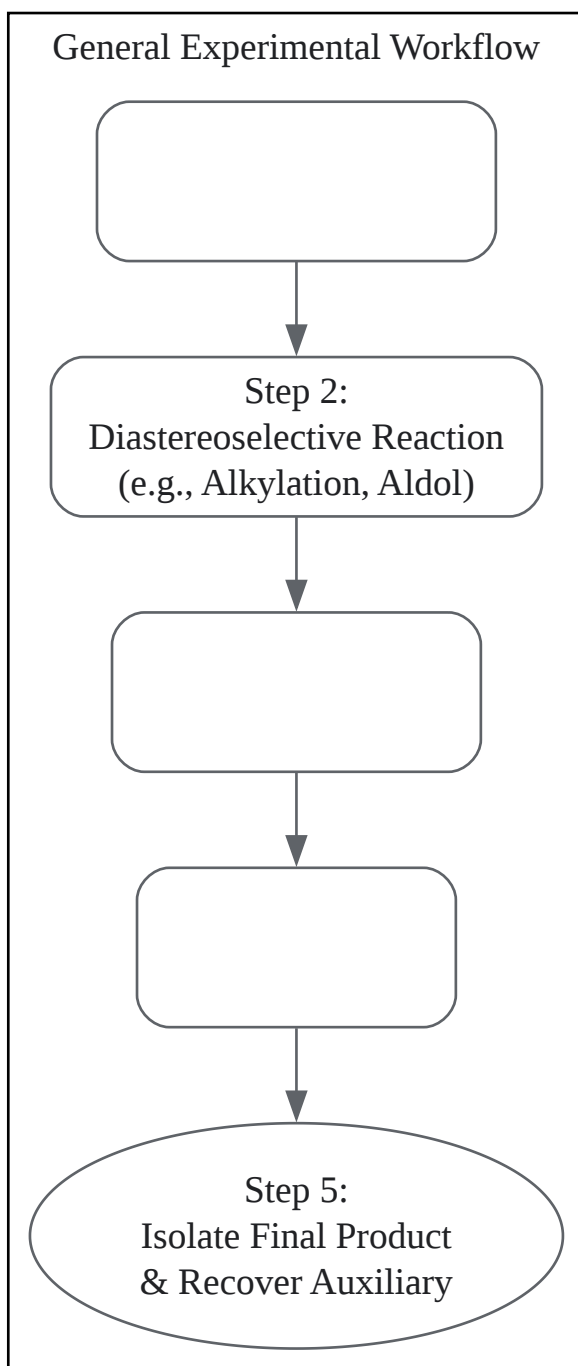 General Experimental Workflow
Step 2:
Diastereoselective Reaction
(e.g., Alkylation, Aldol)
Step 5:
Isolate Final Product
& Recover Auxiliary